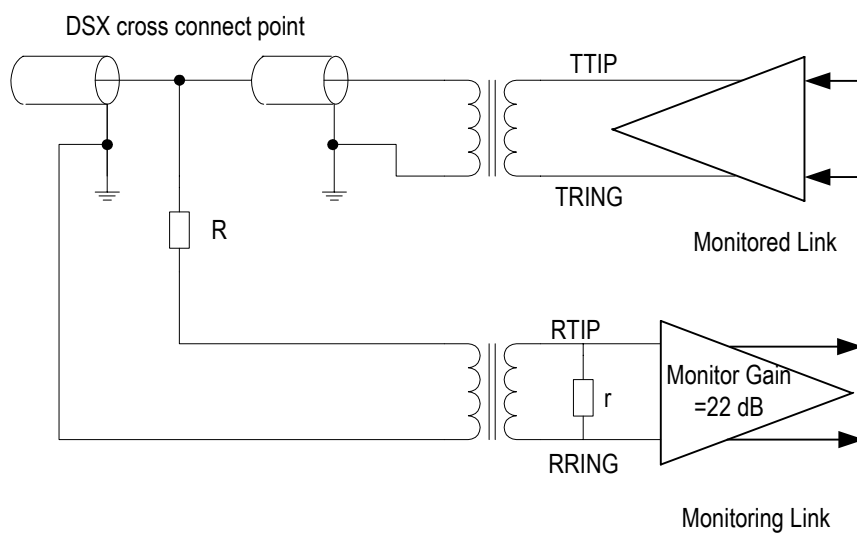 DSX cross connect point
TTIP
TRING
R
Monitored Link
RTIP
Monitor Gain
=22 dB
r
RRING
Monitoring Link